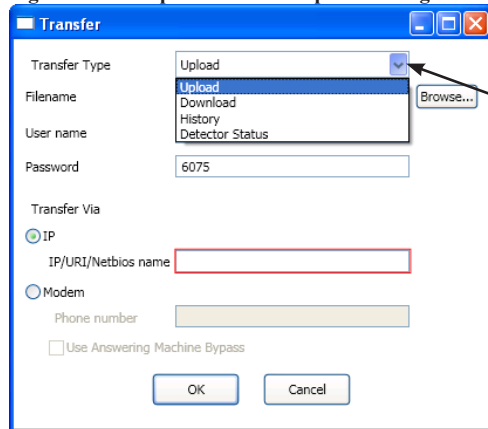 Transfer
Transfer Type Upload
Upload
Filename Browse...
Download
History
User name
Detector Status
Password 6075
Transfer Via
IP
IP/URI/Netbios name
Modem
Phone number
Use Answering Machine Bypass
OK Cancel